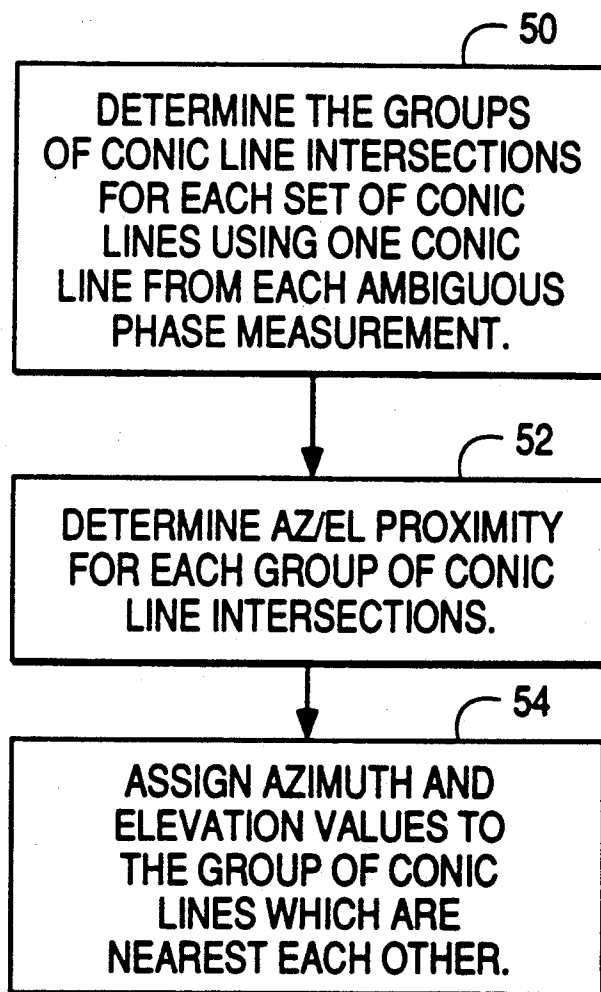 50
DETERMINE THE GROUPS
OF CONIC LINE INTERSECTIONS
FOR EACH SET OF CONIC
LINES USING ONE CONIC
LINE FROM EACH AMBIGUOUS
PHASE MEASUREMENT.
52
DETERMINE AZ/EL PROXIMITY
FOR EACH GROUP OF CONIC
LINE INTERSECTIONS.
54
ASSIGN AZIMUTH AND
ELEVATION VALUES TO
THE GROUP OF CONIC
LINES WHICH ARE
NEAREST EACH OTHER.